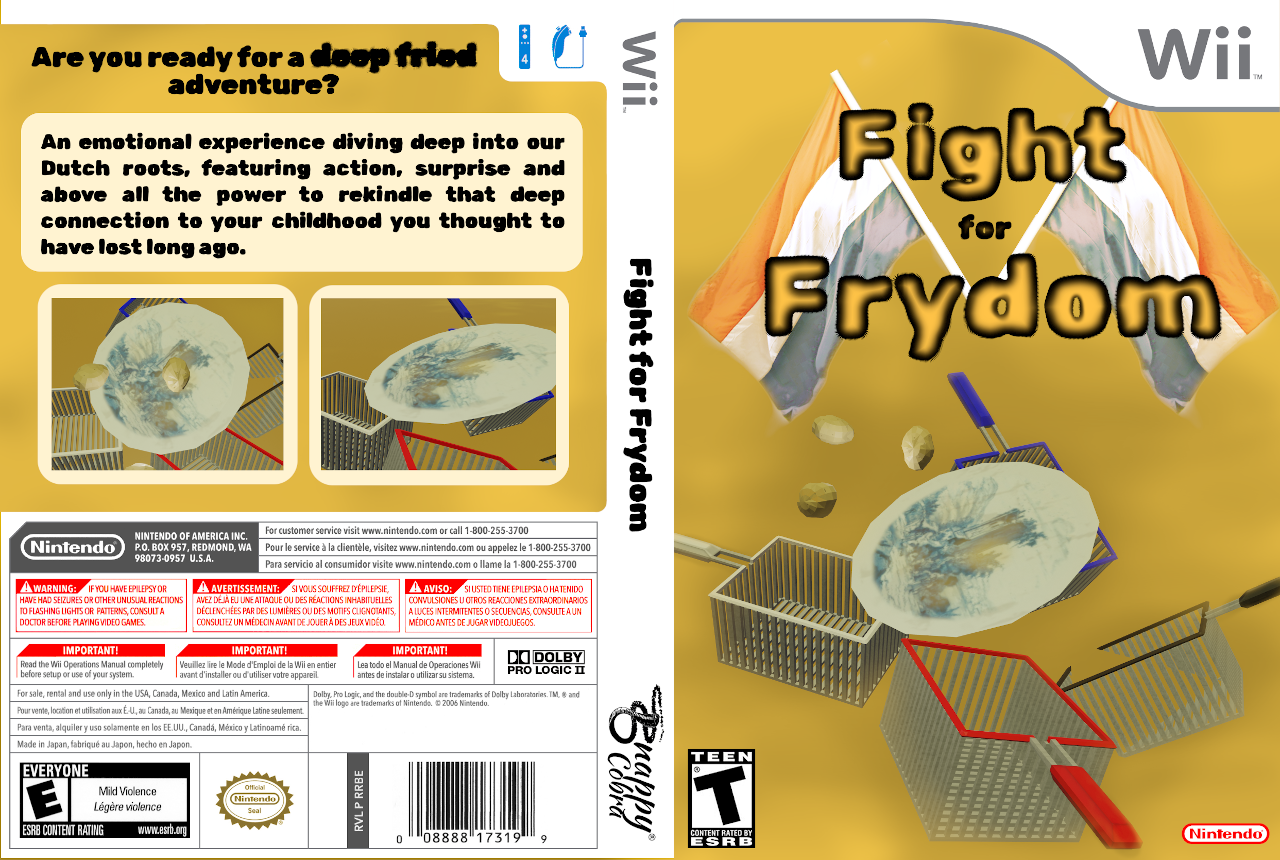 Are you ready for a deep fried
adventure?
4
An emotional experience diving deep into our
Dutch roots, featuring action, surprise and
above all the power to rekindle that deep
connection to your childhood you thought to
have lost long ago.
Nintendo®
NINTENDO OF AMERICA INC.
P.O. BOX 957, REDMOND, WA
98073-0957 U.S.A.
For customer service visit www.nintendo.com or call 1-800-255-3700
Pour le service à la clientèle, visitez www.nintendo.com ou appelez le 1-800-255-3700
Para servicio al consumidor visite www.nintendo.com o llame la 1-800-255-3700
WARNING: IF YOU HAVE EPILEPSY OR
HAVE HAD SEIZURES OR OTHER UNUSUAL REACTIONS
TO FLASHING LIGHTS OR PATTERNS, CONSULT A
DOCTOR BEFORE PLAYING VIDEO GAMES.
AVERTISSEMENT: SI VOUS SOUFFREZ D'ÉPILEPSIE,
AVEZ DÉJÀ EU UNE ATTAQUE OU DES RÉACTIONS INHABITUELLES
DÉCLENCHÉES PAR DES LUMIÈRES OU DES MOTIFS CLIGNOTANTS,
CONSULTEZ UN MÉDECIN AVANT DE JOUER À DES JEUX VIDÉO.
AVISO: SI USTED TIENE EPILEPSIA O HA TENIDO
CONVULSIONES U OTROS REACCIONES EXTRAORDINARIOS
A LUCES INTERMITENTES O SECUENCIAS, CONSULTE A UN
MÉDICO ANTES DE JUGAR VIDEOJUEGOS.
IMPORTANT!
Read the Wii Operations Manual completely
before setup or use of your system.
IMPORTANT!
Veuillez lire le Mode d'Emploi de la Wii en entier
avant d'installer ou d'utiliser votre appareil.
IMPORTANT!
Lea todo el Manual de Operaciones Wii
antes de instalar o utilizar su sistema.
DOLBY
PRO LOGIC II
For sale, rental and use only in the USA, Canada, Mexico and Latin America.
Pour vente, location et utilisation aux É.-U., au Canada, au Mexique et en Amérique Latine seulement.
Para venta, alquiler y uso solamente en los EE.UU., Canadá, México y Latinoamé rica.
Made in Japan, fabriqué au Japon, hecho en Japon.
Dolby, Pro Logic, and the double-D symbol are trademarks of Dolby Laboratories. TM, ® and
the Wii logo are trademarks of Nintendo. © 2006 Nintendo.
EVERYONE
E
Mild Violence
Légère violence
ESRB CONTENT RATING www.esrb.org
Official
Nintendo
Seal
RVL P RRBE
0 08888 17319 9
Wii™
Fight for Frydom
Snappy
Cobra®
Wii™
Fight
for
Frydom
TEEN
T®
CONTENT RATED BY
ESRB
Nintendo®